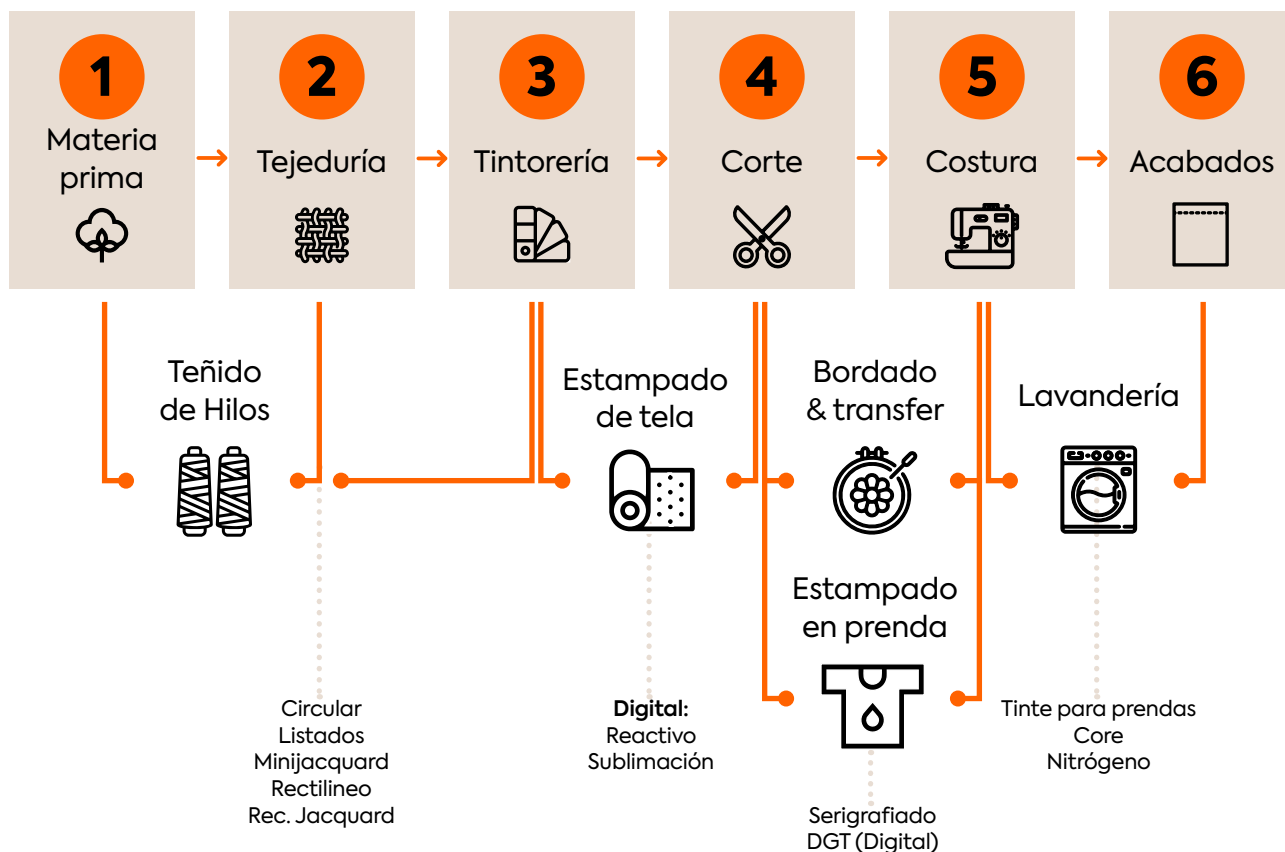 1
Materia
prima
2
Tejeduría
3
Tintorería
4
Corte
5
Costura
6
Acabados
Teñido
de Hilos
Estampado
de tela
Bordado
& transfer
Lavandería
Estampado
en prenda
Circular
Listados
Minijacquard
Rectilineo
Rec. Jacquard
Digital:
Reactivo
Sublimación
Serigrafiado
DGT (Digital)
Tinte para prendas
Core
Nitrógeno